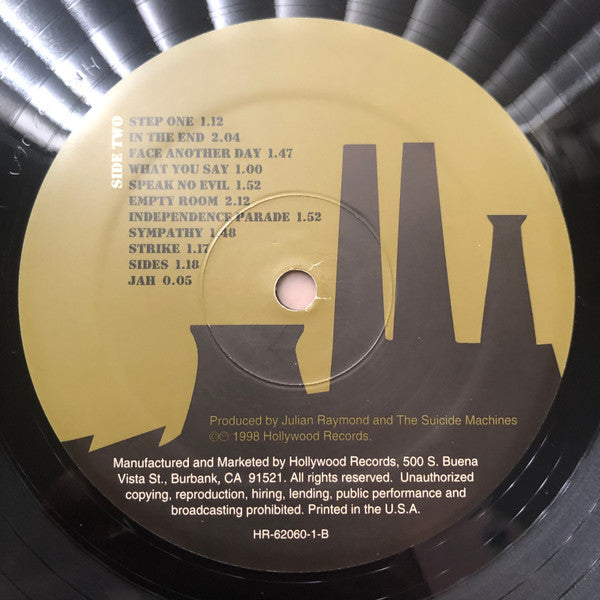 SIDE TWO
STEP ONE 1.12
IN THE END 2.04
FACE ANOTHER DAY 1.47
WHAT YOU SAY 1.00
SPEAK NO EVIL 1.52
EMPTY ROOM 2.12
INDEPENDENCE PARADE 1.52
SYMPATHY 1.48
STRIKE 1.17
SIDES 1.18
JAH 0.05
Produced by Julian Raymond and The Suicide Machines
©℗ 1998 Hollywood Records.
Manufactured and Marketed by Hollywood Records, 500 S. Buena
Vista St., Burbank, CA 91521. All rights reserved. Unauthorized
copying, reproduction, hiring, lending, public performance and
broadcasting prohibited. Printed in the U.S.A.
HR-62060-1-B